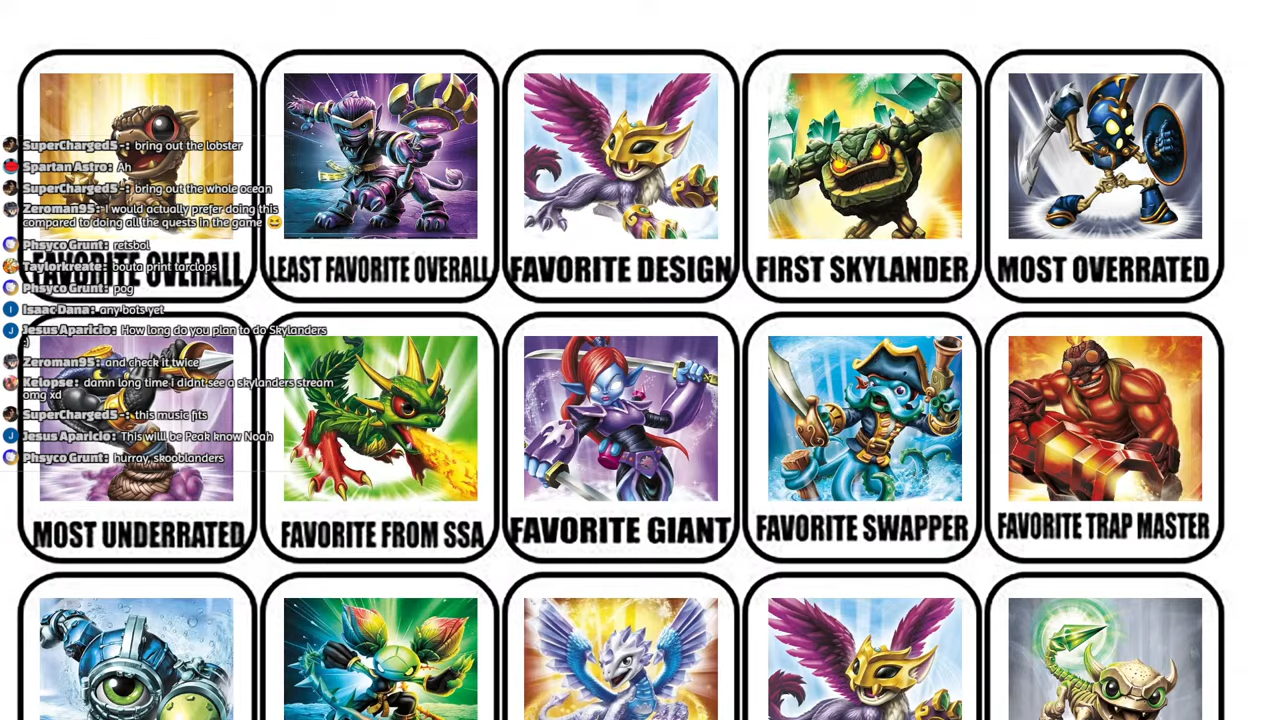 SuperCharged5-: bring out the lobster
Spartan Astro: Ah
SuperCharged5-: bring out the whole ocean
Zeroman95: I would actually prefer doing this
compared to doing all the quests in the game 😆
Phsyco Grunt: retsbol
Taylorkreate: bouta print tarclops
Phsyco Grunt: pog
Isaac Dana: any bots yet
Jesus Aparicio: How long do you plan to do Skylanders
:)
Zeroman95: and check it twice
Kelopse: damn long time i didnt see a skylanders stream
omg xd
SuperCharged5-: this music fits
Jesus Aparicio: This willl be Peak know Noah
Phsyco Grunt: hurray, skooblanders
FAVORITE OVERALL
LEAST FAVORITE OVERALL
FAVORITE DESIGN
FIRST SKYLANDER
MOST OVERRATED
MOST UNDERRATED
FAVORITE FROM SSA
FAVORITE GIANT
FAVORITE SWAPPER
FAVORITE TRAP MASTER